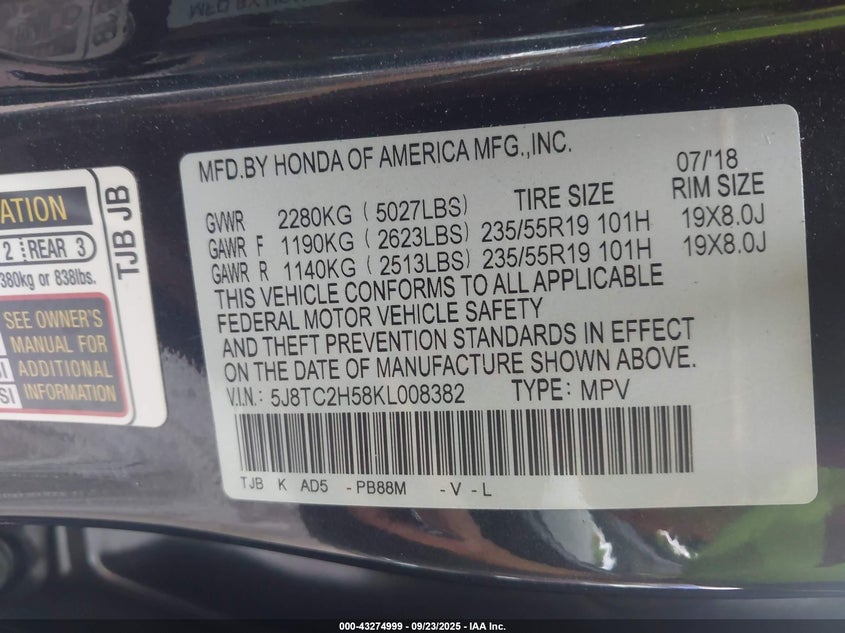 ATION
2 REAR 3
380kg or 838lbs.
SEE OWNER'S
MANUAL FOR
ADDITIONAL
INFORMATION
TJB JB
MFD.BY HONDA OF AMERICA MFG.,INC. 07/'18
TIRE SIZE RIM SIZE
GVWR 2280KG (5027LBS)
GAWR F 1190KG (2623LBS) 235/55R19 101H 19X8.0J
GAWR R 1140KG (2513LBS) 235/55R19 101H 19X8.0J
THIS VEHICLE CONFORMS TO ALL APPLICABLE
FEDERAL MOTOR VEHICLE SAFETY
AND THEFT PREVENTION STANDARDS IN EFFECT
ON THE DATE OF MANUFACTURE SHOWN ABOVE.
V.I.N.: 5J8TC2H58KL008382 TYPE: MPV
TJB K AD5 -PB88M -V -L
000-43274999 - 09/23/2025 - IAA Inc.